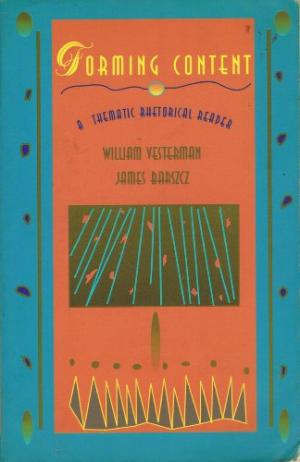 FORMING CONTENT
A THEMATIC RHETORICAL READER
WILLIAM VESTERMAN
JAMES BARSZCZ